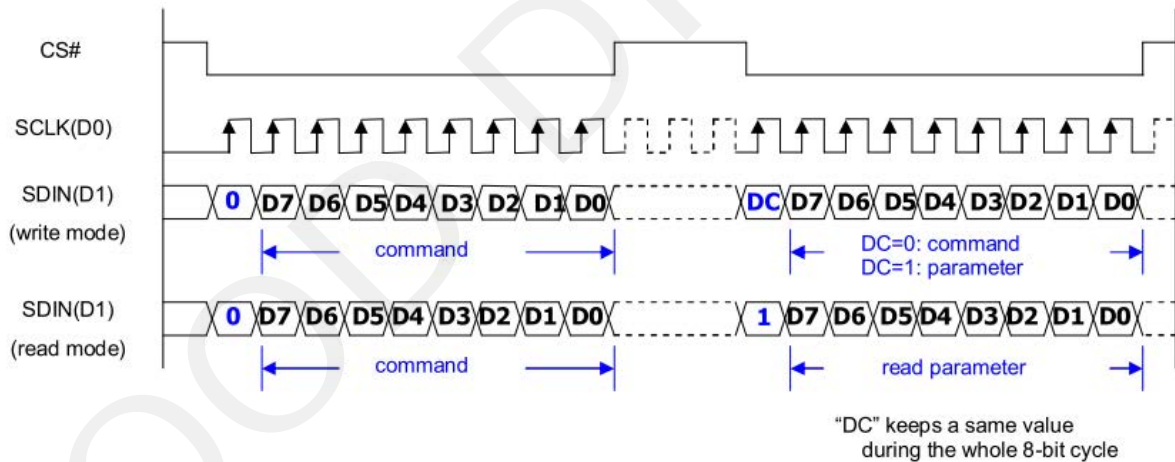 CS#
SCLK(D0)
SDIN(D1)
(write mode)
0 D7 D6 D5 D4 D3 D2 D1 D0
DC D7 D6 D5 D4 D3 D2 D1 D0
command
DC=0: command
DC=1: parameter
SDIN(D1)
(read mode)
0 D7 D6 D5 D4 D3 D2 D1 D0
1 D7 D6 D5 D4 D3 D2 D1 D0
command
read parameter
“DC” keeps a same value
during the whole 8-bit cycle